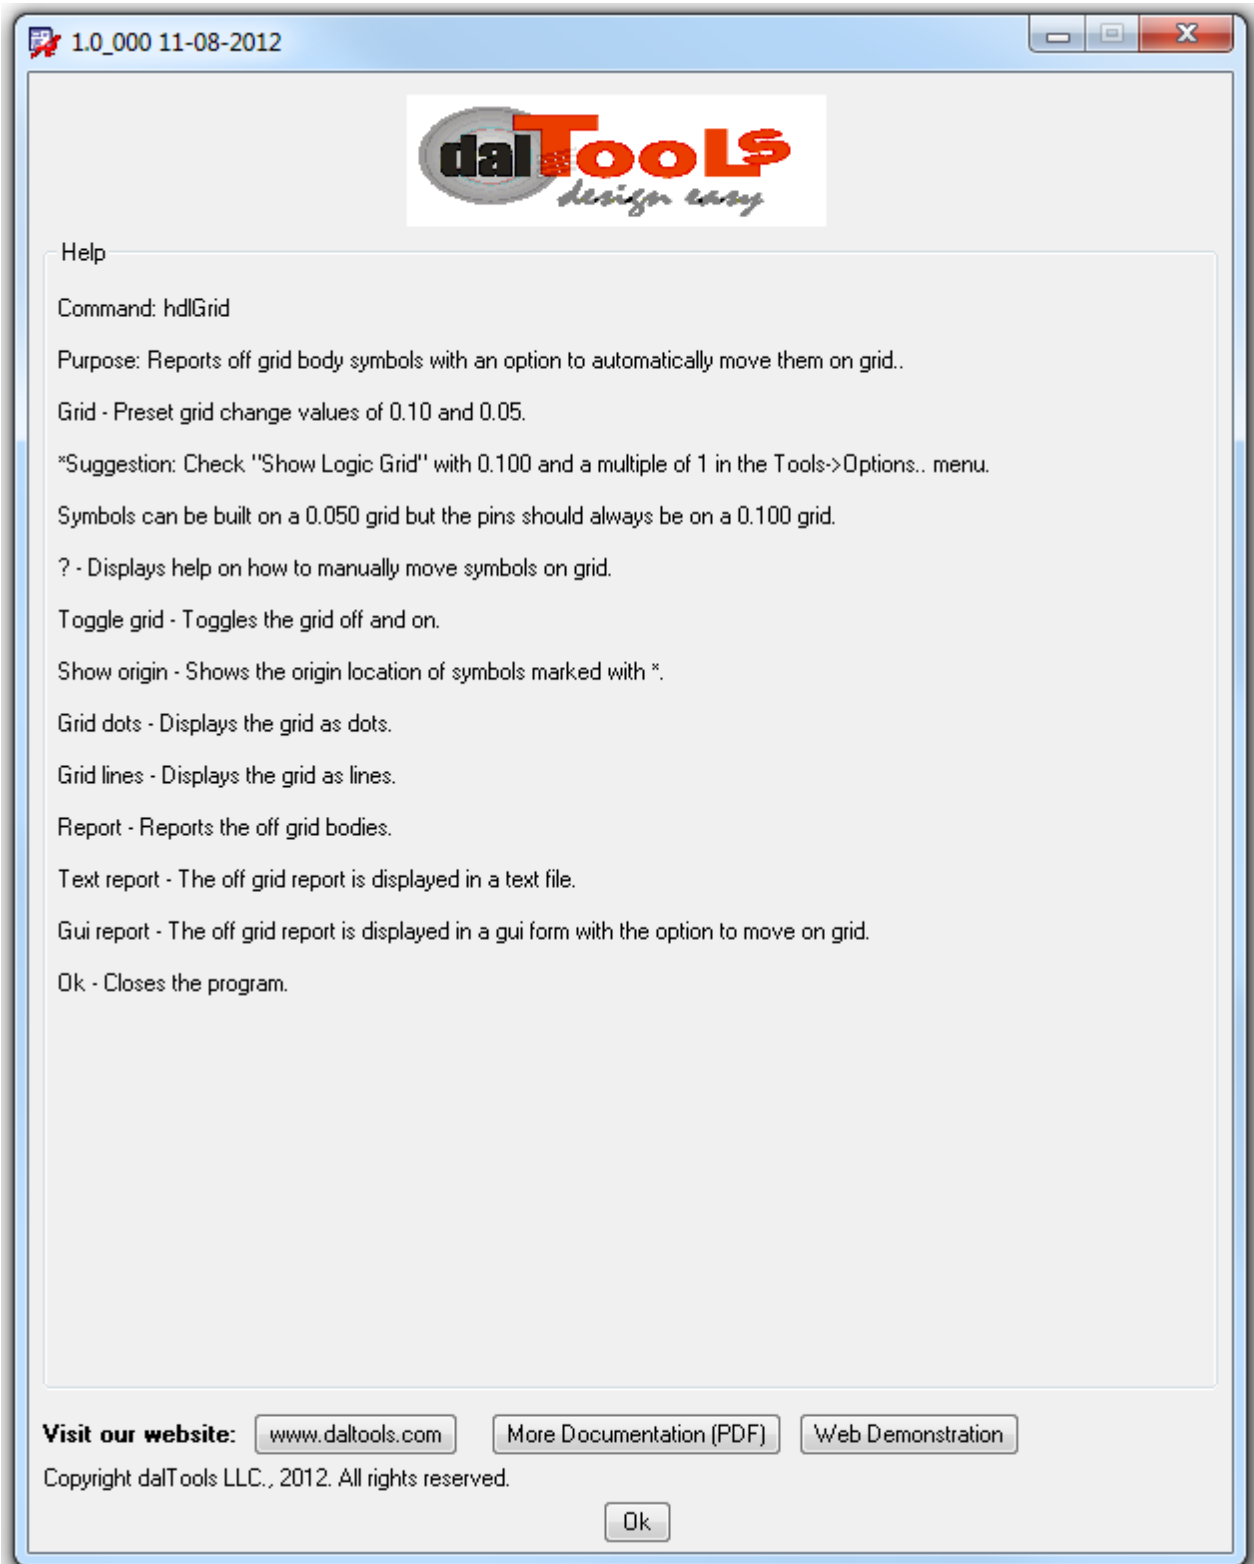 1.0_000 11-08-2012
dalTooLs
design easy
Help
Command: hdlGrid
Purpose: Reports off grid body symbols with an option to automatically move them on grid..
Grid - Preset grid change values of 0.10 and 0.05.
*Suggestion: Check "Show Logic Grid" with 0.100 and a multiple of 1 in the Tools->Options.. menu.
Symbols can be built on a 0.050 grid but the pins should always be on a 0.100 grid.
? - Displays help on how to manually move symbols on grid.
Toggle grid - Toggles the grid off and on.
Show origin - Shows the origin location of symbols marked with *.
Grid dots - Displays the grid as dots.
Grid lines - Displays the grid as lines.
Report - Reports the off grid bodies.
Text report - The off grid report is displayed in a text file.
Gui report - The off grid report is displayed in a gui form with the option to move on grid.
Ok - Closes the program.
Visit our website: www.daltools.com More Documentation (PDF) Web Demonstration
Copyright dalTools LLC., 2012. All rights reserved.
Ok